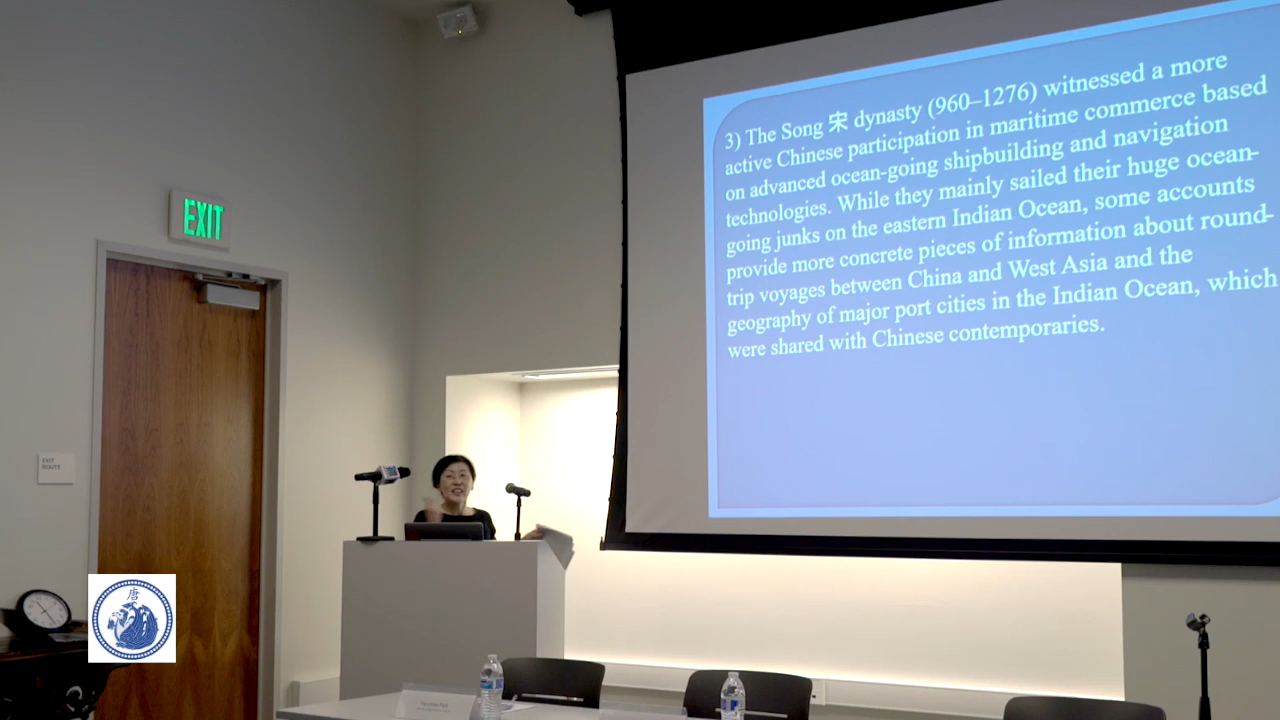 3) The Song 宋 dynasty (960–1276) witnessed a more
active Chinese participation in maritime commerce based
on advanced ocean-going shipbuilding and navigation
technologies. While they mainly sailed their huge ocean-
going junks on the eastern Indian Ocean, some accounts
provide more concrete pieces of information about round-
trip voyages between China and West Asia and the
geography of major port cities in the Indian Ocean, which
were shared with Chinese contemporaries.
EXIT
EXIT
ROUTE
唐